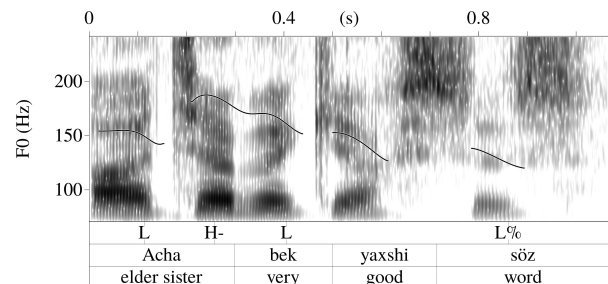 0 0.4 (s) 0.8
200
150
100
F0 (Hz)
L H- L L%
Acha bek yaxshi söz
elder sister very good word